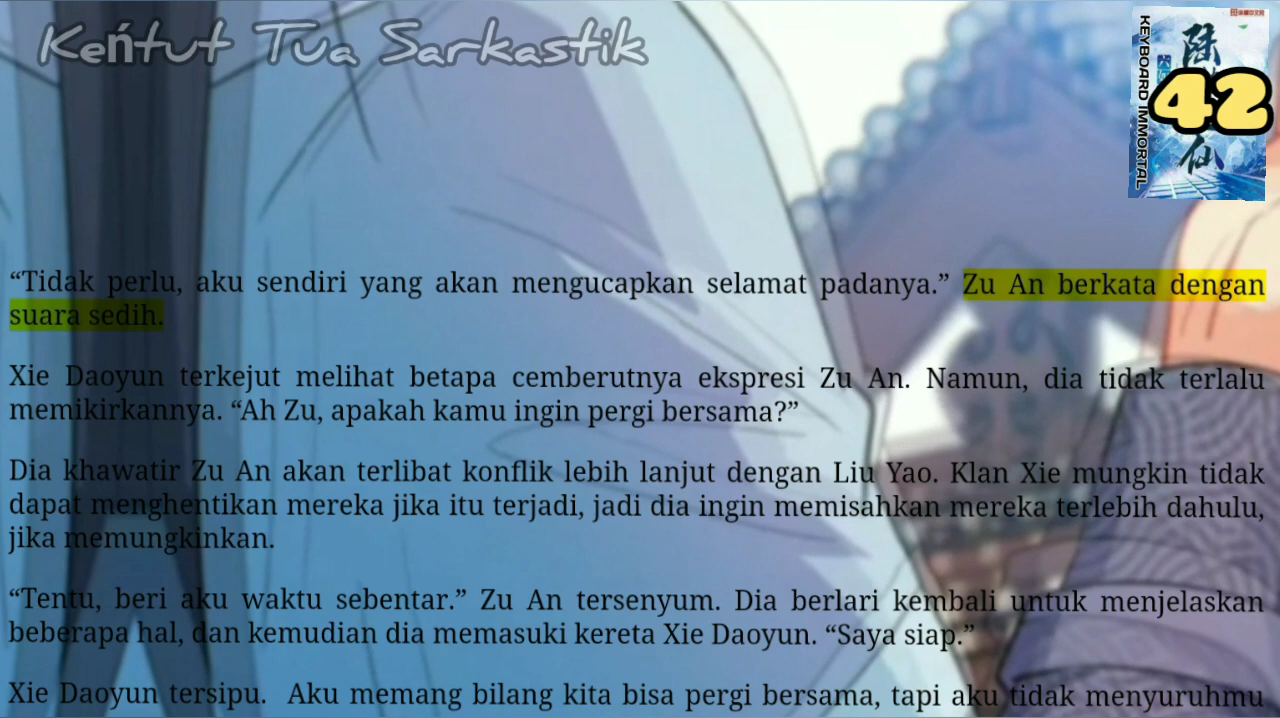 Keńtut Tua Sarkastik
KEYBOARD IMMORTAL
42
“Tidak perlu, aku sendiri yang akan mengucapkan selamat padanya.” Zu An berkata dengan
suara sedih.
Xie Daoyun terkejut melihat betapa cemberutnya ekspresi Zu An. Namun, dia tidak terlalu
memikirkannya. “Ah Zu, apakah kamu ingin pergi bersama?”
Dia khawatir Zu An akan terlibat konflik lebih lanjut dengan Liu Yao. Klan Xie mungkin tidak
dapat menghentikan mereka jika itu terjadi, jadi dia ingin memisahkan mereka terlebih dahulu,
jika memungkinkan.
“Tentu, beri aku waktu sebentar.” Zu An tersenyum. Dia berlari kembali untuk menjelaskan
beberapa hal, dan kemudian dia memasuki kereta Xie Daoyun. “Saya siap.”
Xie Daoyun tersipu.  Aku memang bilang kita bisa pergi bersama, tapi aku tidak menyuruhmu